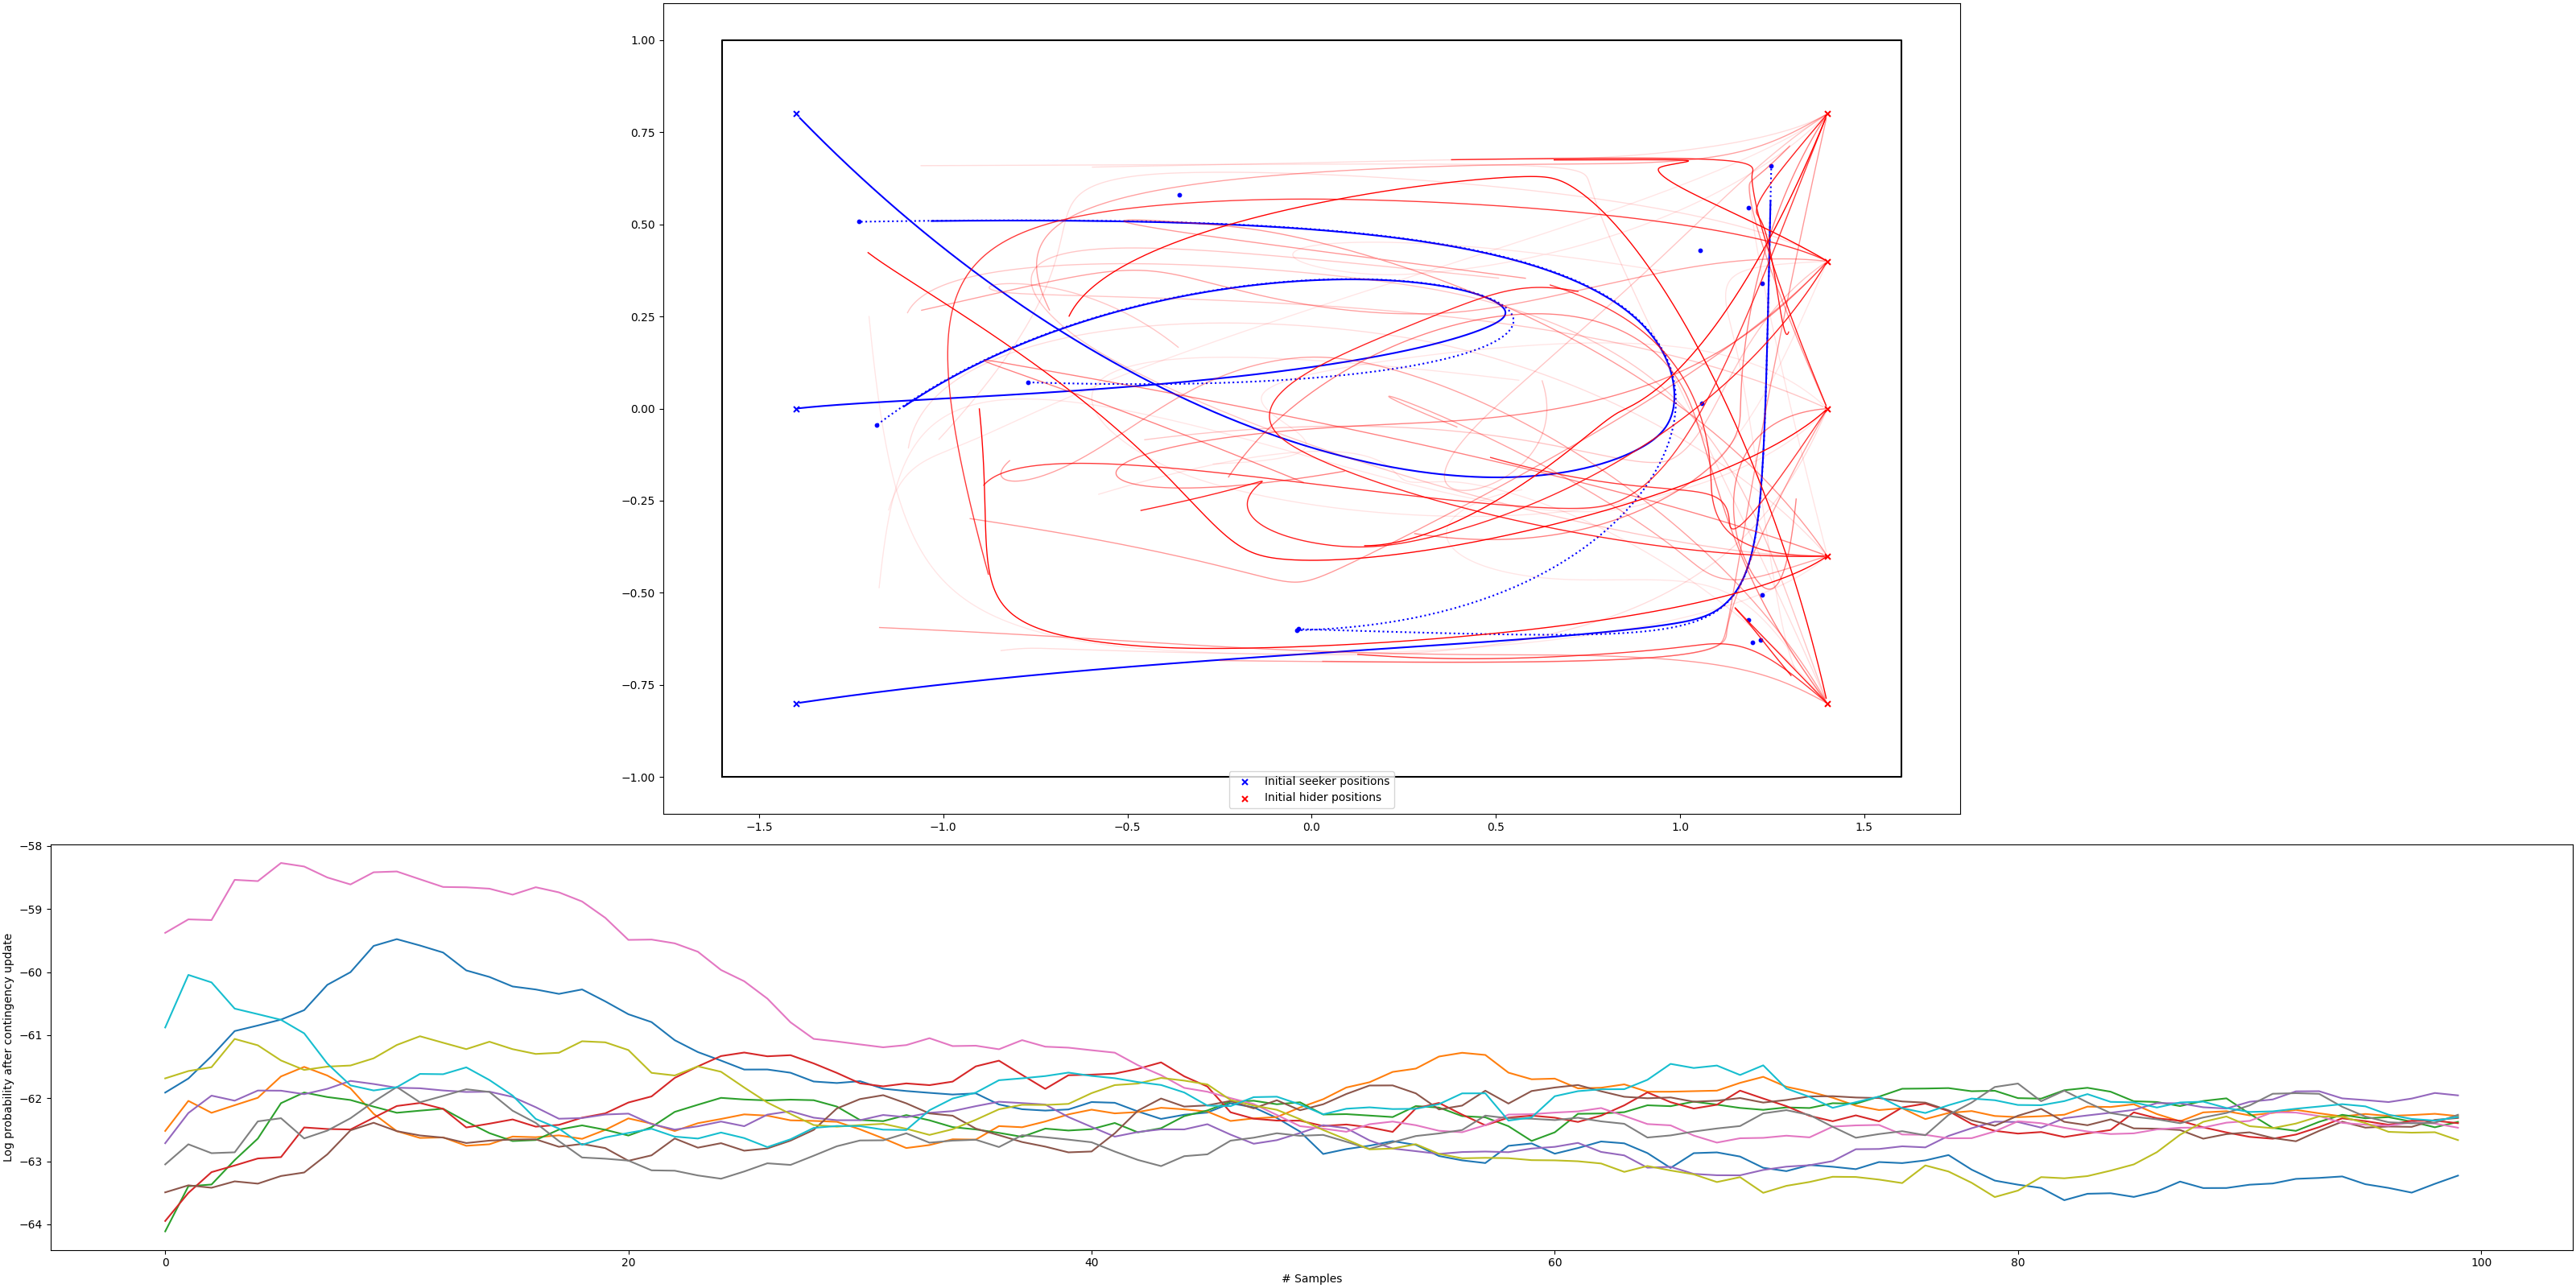 1.00
0.75
0.50
0.25
0.00
−0.25
−0.50
−0.75
−1.00
Initial seeker positions
Initial hider positions
−1.5 −1.0 −0.5 0.0 0.5 1.0 1.5
−58
−59
−60
−61
−62
−63
−64
Log probability after contingency update
0 20 40 60 80 100
# Samples